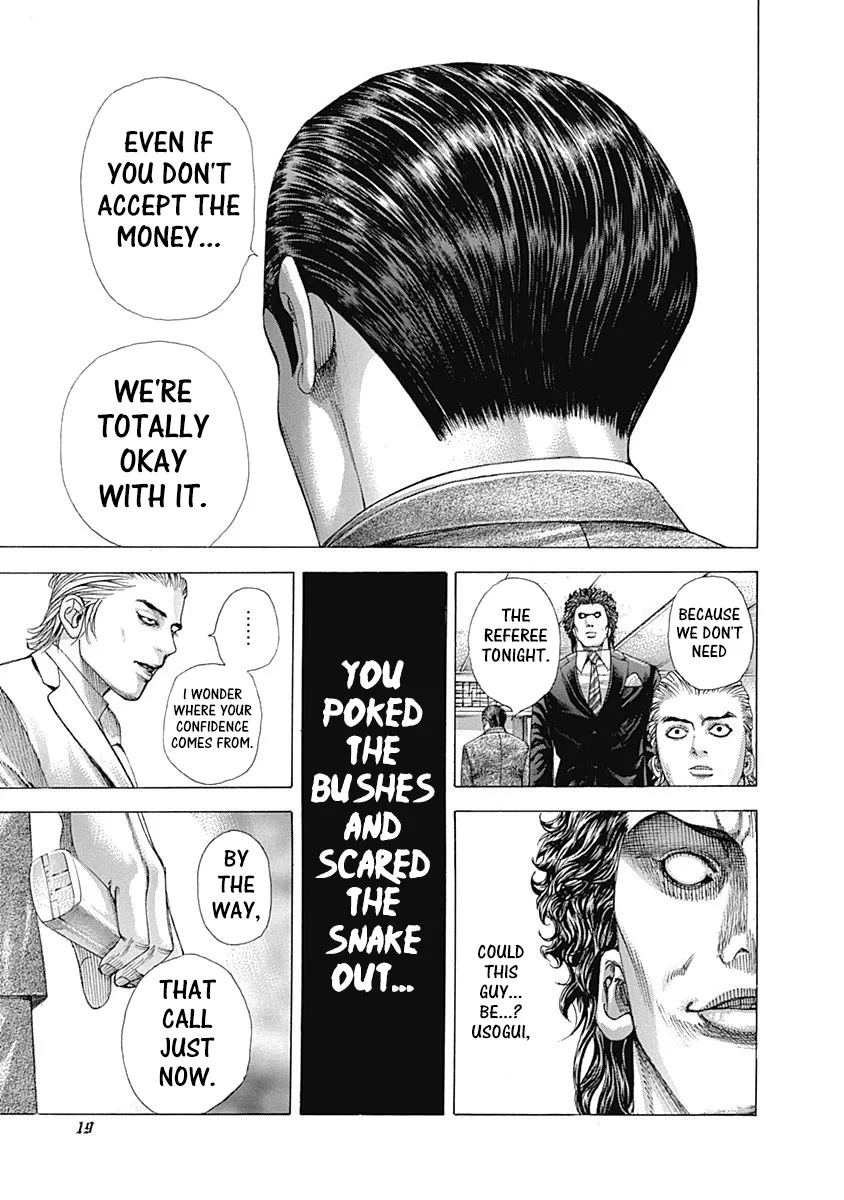 EVEN IF
YOU DON'T
ACCEPT THE
MONEY...
WE'RE
TOTALLY
OKAY
WITH IT.
BECAUSE
WE DON'T
NEED
THE
REFEREE
TONIGHT.
COULD
THIS
GUY...
BE...?
USOGUI,
YOU
POKED
THE
BUSHES
AND
SCARED
THE
SNAKE
OUT...
......
I WONDER
WHERE YOUR
CONFIDENCE
COMES FROM.
BY
THE
WAY,
THAT
CALL
JUST
NOW.
19